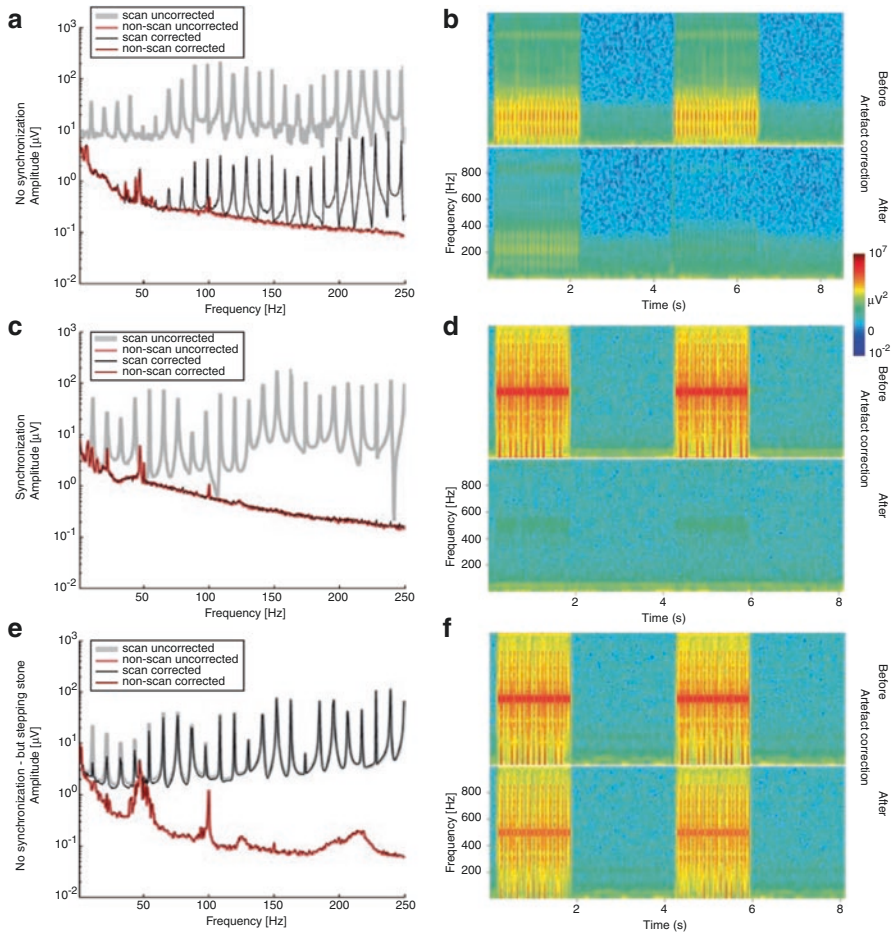 a
scan uncorrected
non-scan uncorrected
scan corrected
non-scan corrected
No synchronization
Amplitude [µV]
10³
10²
10¹
10⁰
10⁻¹
10⁻²
50
100
150
200
250
Frequency [Hz]
b
Before
After
Artefact correction
Frequency [Hz]
800
600
400
200
2
4
6
8
Time (s)
10⁷
µV²
0
10⁻²
c
scan uncorrected
non-scan uncorrected
scan corrected
non-scan corrected
Synchronization
Amplitude [µV]
10³
10²
10¹
10⁰
10⁻¹
10⁻²
50
100
150
200
250
Frequency [Hz]
d
Before
After
Artefact correction
Frequency [Hz]
800
600
400
200
2
4
6
8
Time (s)
e
scan uncorrected
non-scan uncorrected
scan corrected
non-scan corrected
No synchronization - but stepping stone
Amplitude [µV]
10³
10²
10¹
10⁰
10⁻¹
10⁻²
50
100
150
200
250
Frequency [Hz]
f
Before
After
Artefact correction
Frequency [Hz]
800
600
400
200
2
4
6
8
Time (s)